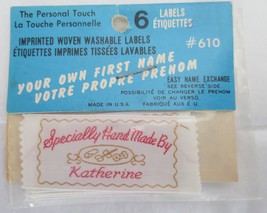 The Personal Touch
La Touche Personnelle
6 LABELS
ÉTIQUETTES
IMPRINTED WOVEN WASHABLE LABELS
ÉTIQUETTES IMPRIMES TISSÉES LAVABLES
#610
YOUR OWN FIRST NAME
VOTRE PROPRE PRENOM
EASY NAME EXCHANGE
SEE REVERSE SIDE
POSSIBILITÉ DE CHANGER LE PRENOM
VOIR AU VERSO
MADE IN U.S.A.
FABRIQUÉ AUX É.U.
Specially Hand Made By
Katherine